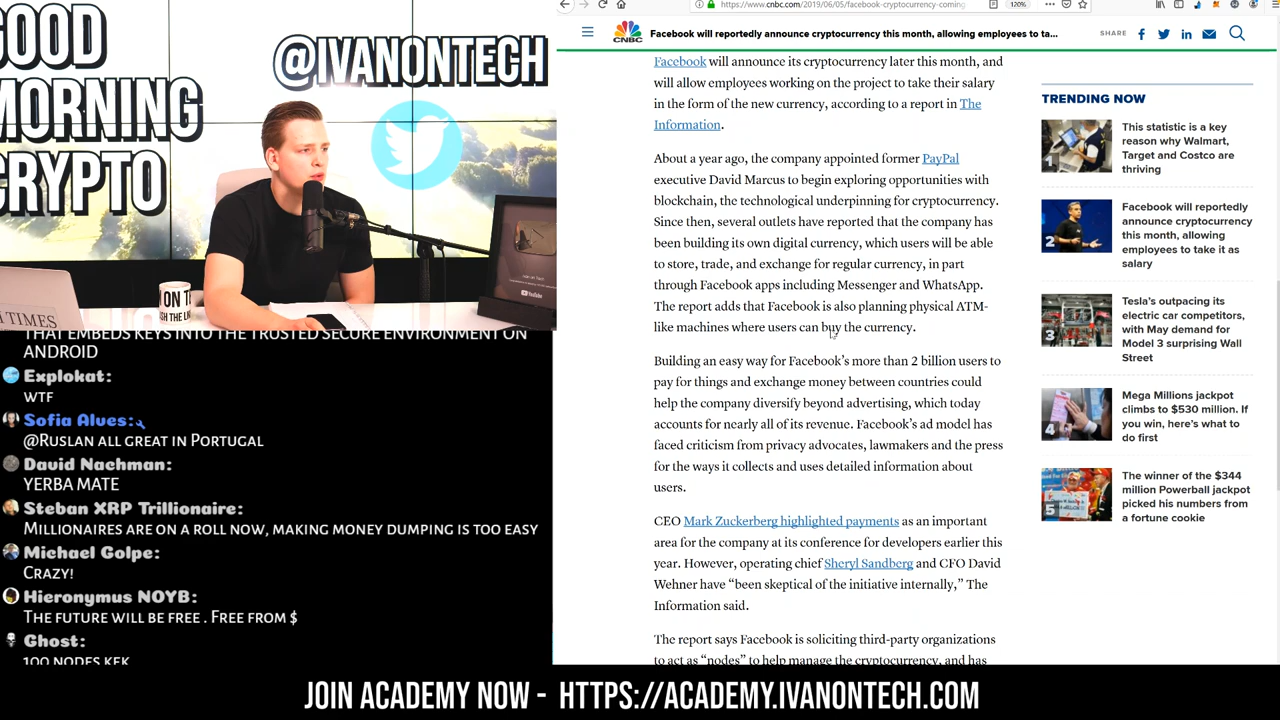 GOOD
MORNING
CRYPTO
@IVANONTECH
YouTube
THAT EMBEDS KEYS INTO THE TRUSTED SECURE ENVIRONMENT ON
ANDROID
Explokat:
WTF
Sofia Alves:
@RUSLAN ALL GREAT IN PORTUGAL
David Nachman:
YERBA MATE
Steban XRP Trillionaire:
MILLIONAIRES ARE ON A ROLL NOW, MAKING MONEY DUMPING IS TOO EASY
Michael Golpe:
CRAZY!
Hieronymus NOYB:
THE FUTURE WILL BE FREE . FREE FROM $
Ghost:
100 NODES KEK
https://www.cnbc.com/2019/06/05/facebook-cryptocurrency-coming
120%
CNBC
Facebook will reportedly announce cryptocurrency this month, allowing employees to ta...
SHARE
Facebook will announce its cryptocurrency later this month, and
will allow employees working on the project to take their salary
in the form of the new currency, according to a report in The
Information.
About a year ago, the company appointed former PayPal
executive David Marcus to begin exploring opportunities with
blockchain, the technological underpinning for cryptocurrency.
Since then, several outlets have reported that the company has
been building its own digital currency, which users will be able
to store, trade, and exchange for regular currency, in part
through Facebook apps including Messenger and WhatsApp.
The report adds that Facebook is also planning physical ATM-
like machines where users can buy the currency.
Building an easy way for Facebook’s more than 2 billion users to
pay for things and exchange money between countries could
help the company diversify beyond advertising, which today
accounts for nearly all of its revenue. Facebook’s ad model has
faced criticism from privacy advocates, lawmakers and the press
for the ways it collects and uses detailed information about
users.
CEO Mark Zuckerberg highlighted payments as an important
area for the company at its conference for developers earlier this
year. However, operating chief Sheryl Sandberg and CFO David
Wehner have “been skeptical of the initiative internally,” The
Information said.
The report says Facebook is soliciting third-party organizations
to act as “nodes” to help manage the cryptocurrency, and has
TRENDING NOW
1
This statistic is a key
reason why Walmart,
Target and Costco are
thriving
2
Facebook will reportedly
announce cryptocurrency
this month, allowing
employees to take it as
salary
3
Tesla’s outpacing its
electric car competitors,
with May demand for
Model 3 surprising Wall
Street
4
Mega Millions jackpot
climbs to $530 million. If
you win, here’s what to
do first
5
The winner of the $344
million Powerball jackpot
picked his numbers from
a fortune cookie
JOIN ACADEMY NOW - HTTPS://ACADEMY.IVANONTECH.COM